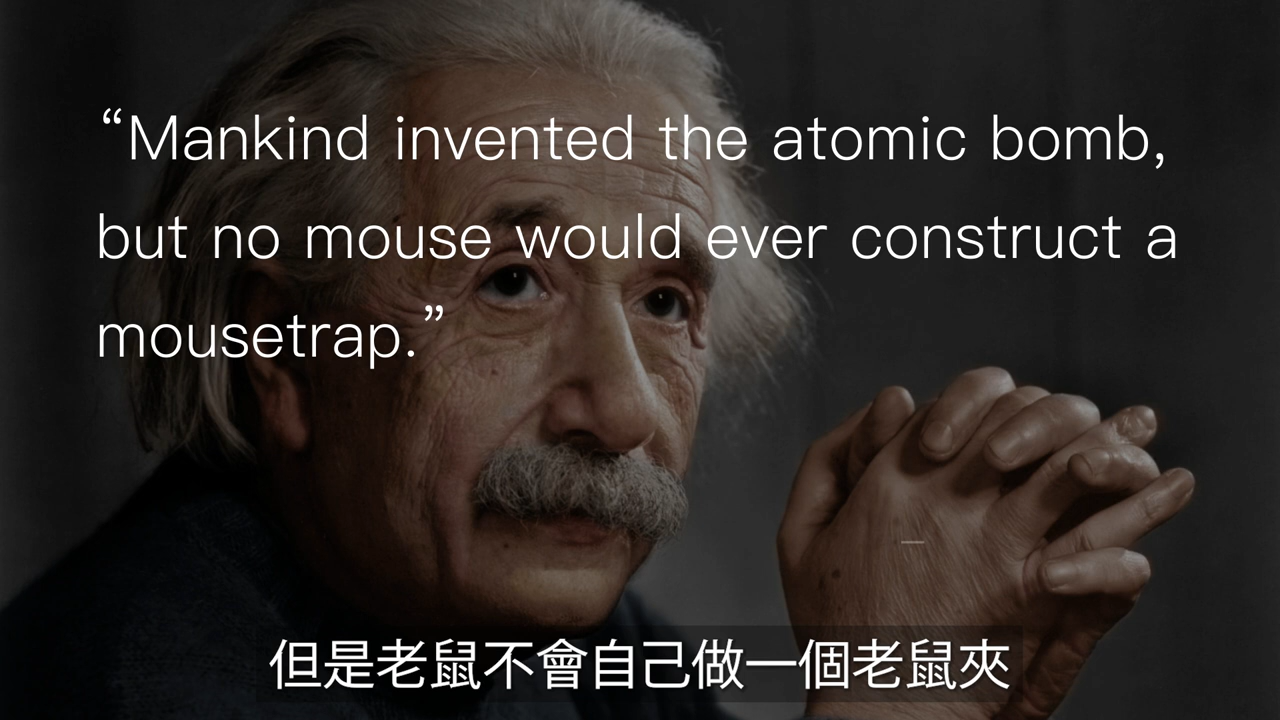 “Mankind invented the atomic bomb,
but no mouse would ever construct a
mousetrap.”
但是老鼠不會自己做一個老鼠夾